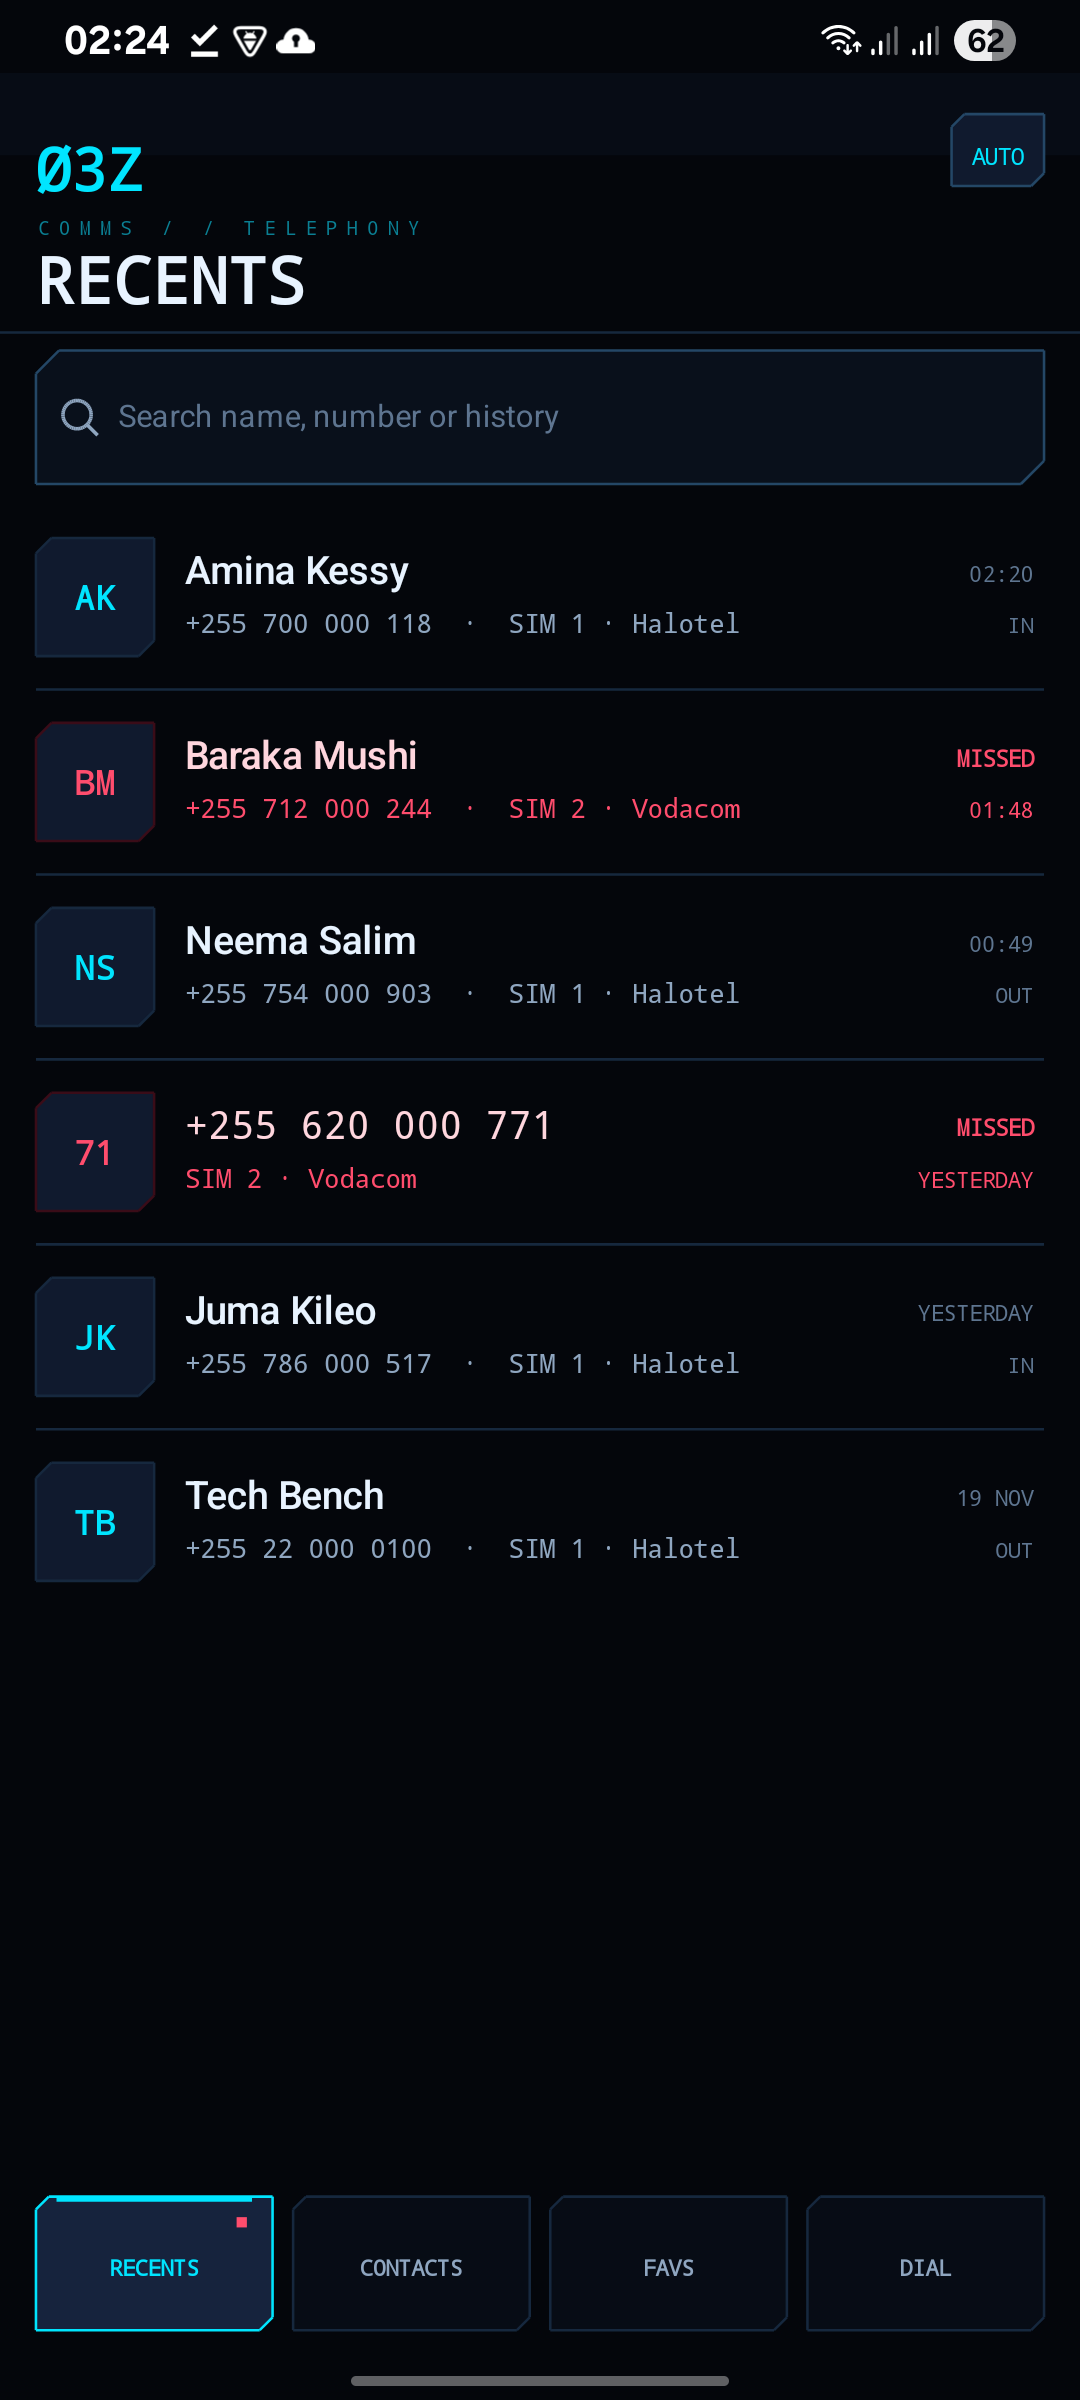 02:24
62
Ø3Z
AUTO
COMMS / / TELEPHONY
RECENTS
Search name, number or history
AK
Amina Kessy
02:20
+255 700 000 118 · SIM 1 · Halotel
IN
BM
Baraka Mushi
MISSED
+255 712 000 244 · SIM 2 · Vodacom
01:48
NS
Neema Salim
00:49
+255 754 000 903 · SIM 1 · Halotel
OUT
71
+255 620 000 771
MISSED
SIM 2 · Vodacom
YESTERDAY
JK
Juma Kileo
YESTERDAY
+255 786 000 517 · SIM 1 · Halotel
IN
TB
Tech Bench
19 NOV
+255 22 000 0100 · SIM 1 · Halotel
OUT
RECENTS
CONTACTS
FAVS
DIAL